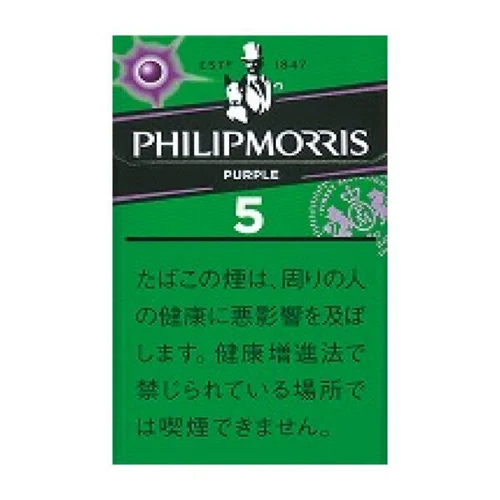 ESTD 1847
PHILIPMORRIS
PURPLE
5
たばこの煙は、周りの人
の健康に悪影響を及ぼ
します。健康増進法で
禁じられている場所で
は喫煙できません。